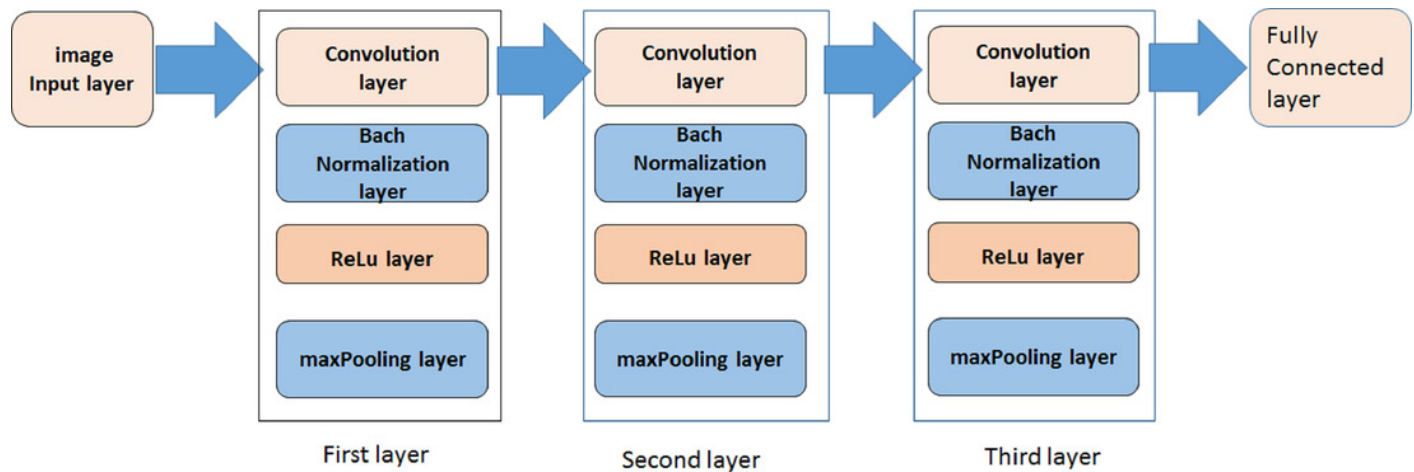 image
Input layer
Convolution
layer
Bach
Normalization
layer
ReLu layer
maxPooling layer
First layer
Convolution
layer
Bach
Normalization
layer
ReLu layer
maxPooling layer
Second layer
Convolution
layer
Bach
Normalization
layer
ReLu layer
maxPooling layer
Third layer
Fully
Connected
layer